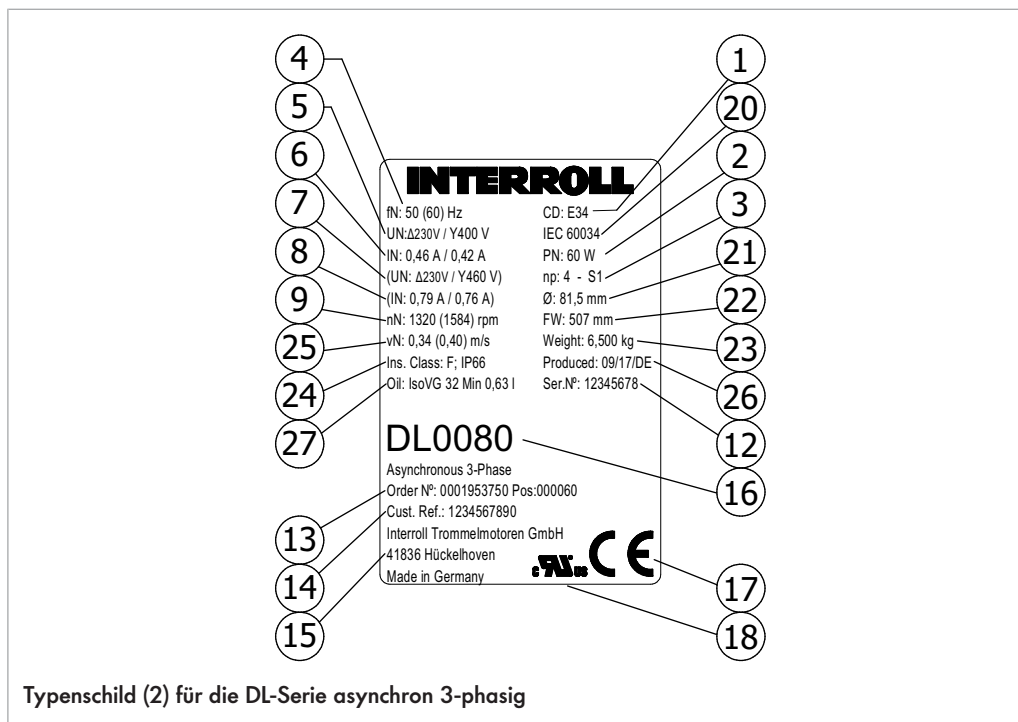 4
5
6
7
8
9
25
24
27
13
14
15
1
20
2
3
21
22
23
26
12
16
17
18
INTERROLL
fN: 50 (60) Hz
UN:Δ230V / Y400 V
IN: 0,46 A / 0,42 A
(UN: Δ230V / Y460 V)
(IN: 0,79 A / 0,76 A)
nN: 1320 (1584) rpm
vN: 0,34 (0,40) m/s
Ins. Class: F; IP66
Oil: IsoVG 32 Min 0,63 l
CD: E34
IEC 60034
PN: 60 W
np: 4 - S1
Ø: 81,5 mm
FW: 507 mm
Weight: 6,500 kg
Produced: 09/17/DE
Ser.Nº: 12345678
DL0080
Asynchronous 3-Phase
Order Nº: 0001953750 Pos:000060
Cust. Ref.: 1234567890
Interroll Trommelmotoren GmbH
41836 Hückelhoven
Made in Germany
c RU us CE
Typenschild (2) für die DL-Serie asynchron 3-phasig